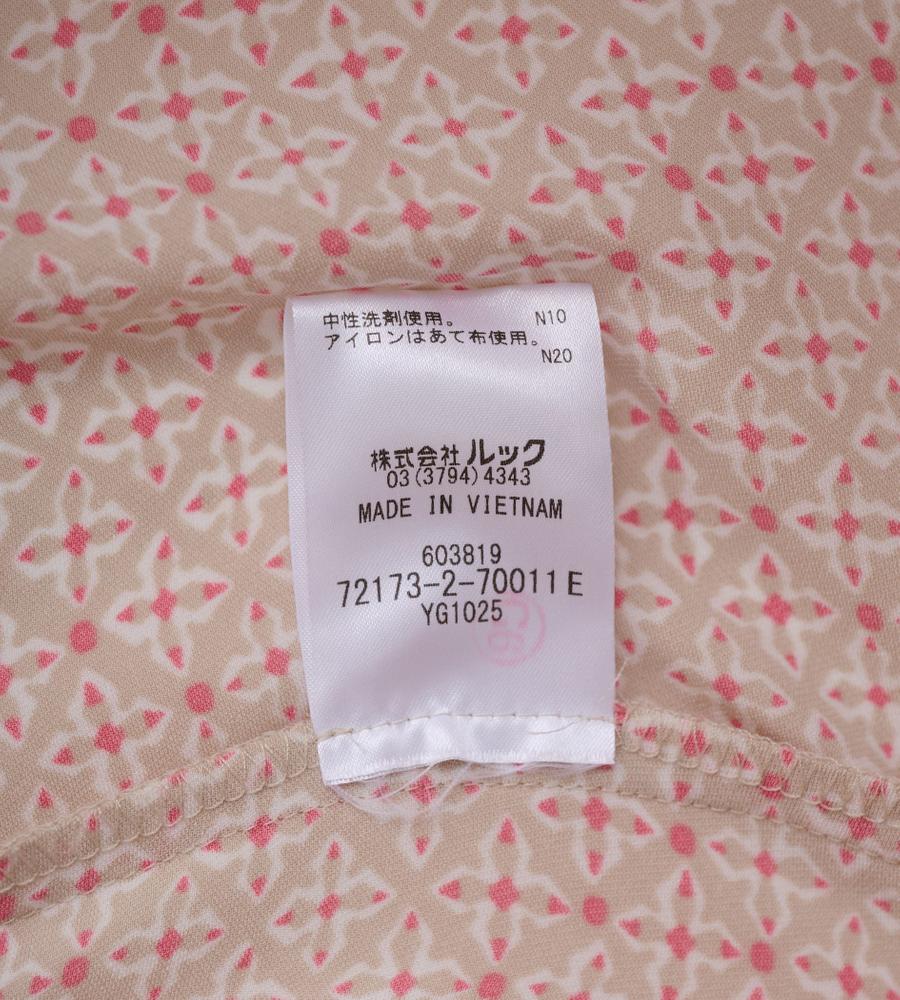 中性洗剤使用。 N10
アイロンはあて布使用。
N20
株式会社ルック
03(3794)4343
MADE IN VIETNAM
603819
72173-2-70011E
YG1025